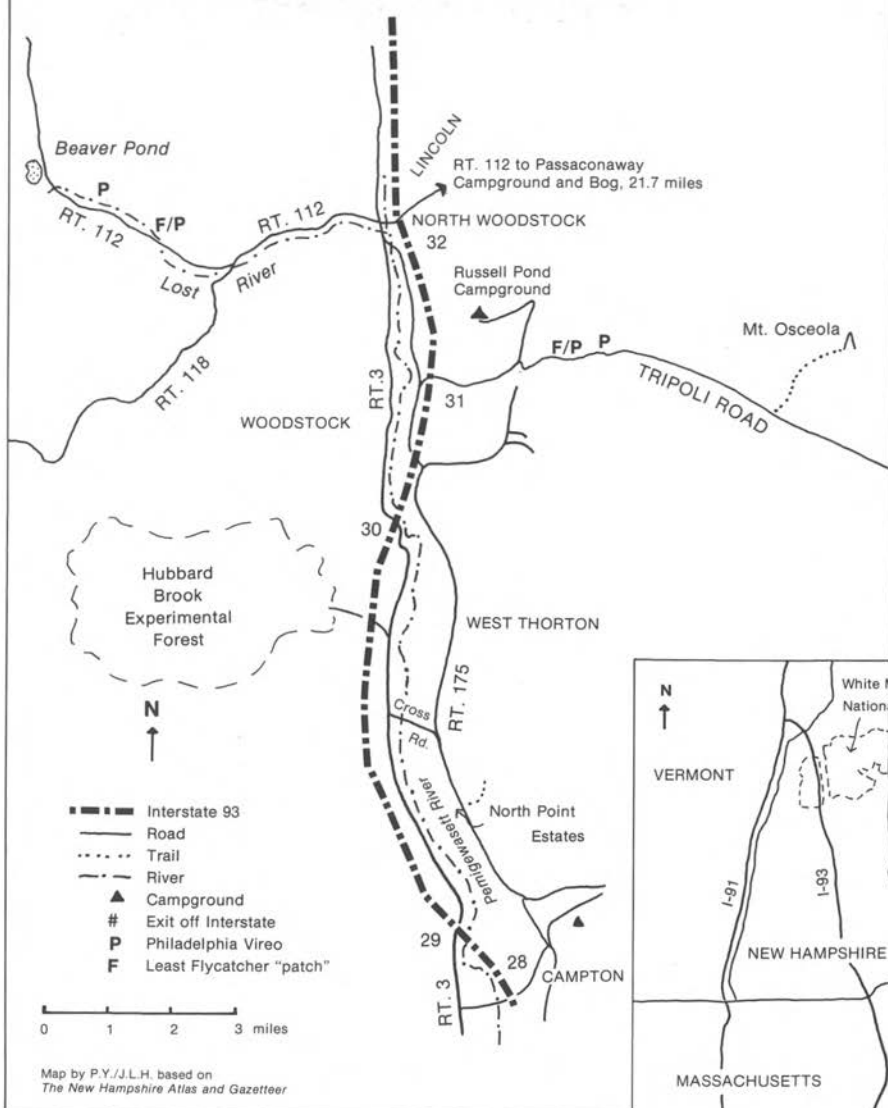 LINCOLN
Beaver Pond
RT. 112 to Passaconaway
Campground and Bog, 21.7 miles
P
F/P
RT. 112
RT. 112
NORTH WOODSTOCK
32
Lost River
Russell Pond
Campground
Mt. Osceola
F/P P
RT. 118
RT. 3
31
TRIPOLI ROAD
WOODSTOCK
30
Hubbard
Brook
Experimental
Forest
WEST THORTON
RT. 175
Cross
Rd.
N
Pemigewasett River
North Point
Estates
29
28
CAMPTON
RT. 3
Interstate 93
Road
Trail
River
Campground
# Exit off Interstate
P Philadelphia Vireo
F Least Flycatcher "patch"
0 1 2 3 miles
Map by P.Y./J.L.H. based on
The New Hampshire Atlas and Gazetteer
N
White M
Nationa
VERMONT
I-91
I-93
NEW HAMPSHIRE
MASSACHUSETTS